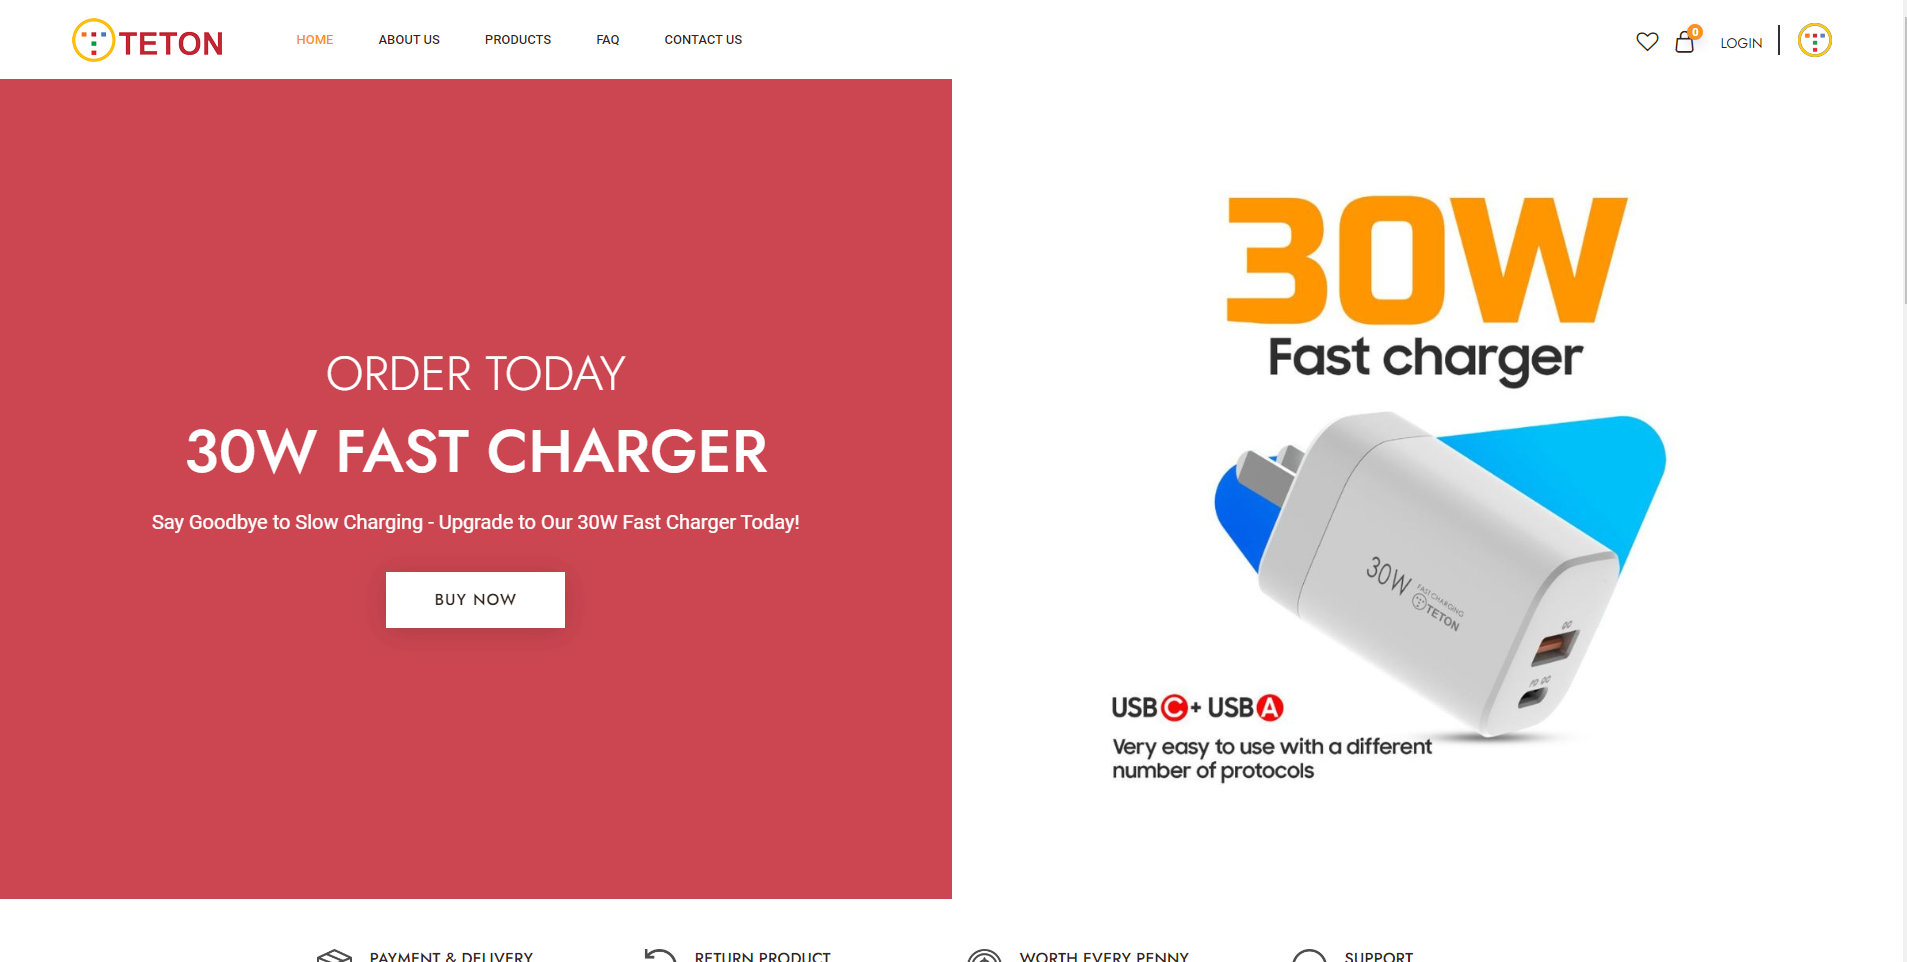 TETON
HOME
ABOUT US
PRODUCTS
FAQ
CONTACT US
0
LOGIN
ORDER TODAY
30W FAST CHARGER
Say Goodbye to Slow Charging - Upgrade to Our 30W Fast Charger Today!
BUY NOW
30W
Fast charger
30W
FAST CHARGING
TETON
QC
PD QC
USB C + USB A
Very easy to use with a different
number of protocols
PAYMENT & DELIVERY
RETURN PRODUCT
WORTH EVERY PENNY
SUPPORT